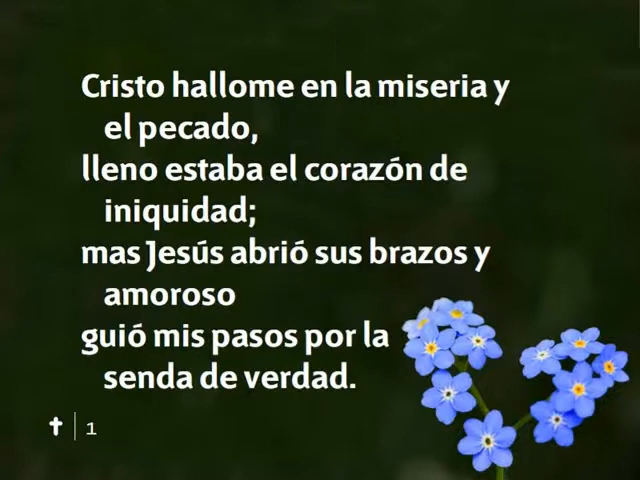 Cristo hallome en la miseria y
el pecado,
lleno estaba el corazón de
iniquidad;
mas Jesús abrió sus brazos y
amoroso
guió mis pasos por la
senda de verdad.
1